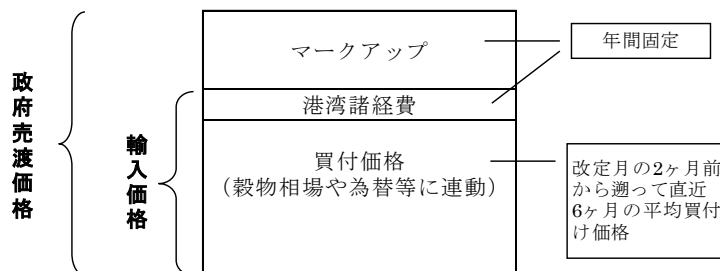 政府売渡価格
輸入価格
マークアップ
港湾諸経費
買付価格
(穀物相場や為替等に連動)
年間固定
改定月の2ヶ月前
から遡って直近
6ヶ月の平均買付
け価格